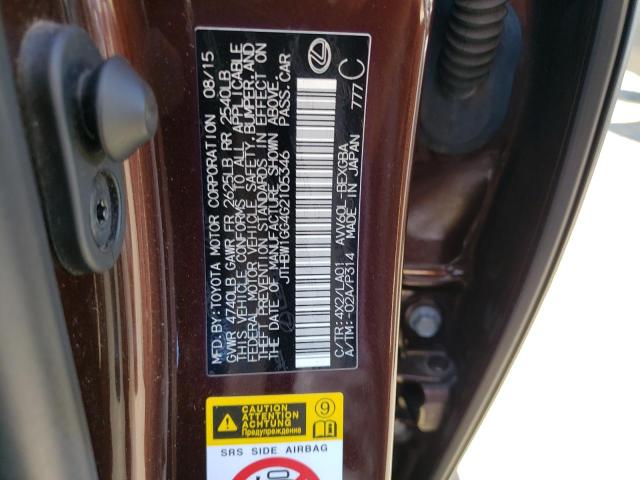 MFD.BY:TOYOTA MOTOR CORPORATION 08/15
GVWR 4740LB GAWR FR 2625LB RR 2540LB
THIS VEHICLE CONFORMS TO ALL APPLICABLE
FEDERAL MOTOR VEHICLE SAFETY, BUMPER, AND
THEFT PREVENTION STANDARDS IN EFFECT ON
THE DATE OF MANUFACTURE SHOWN ABOVE.
JTHBW1GG4G2105346 PASS.CAR
C/TR:4X2/LA01 AVV60L-BEXGBA
A/TM:-02A/P314 MADE IN JAPAN
777 C
CAUTION
ATTENTION
ACHTUNG
Предупреждение
9
SRS SIDE AIRBAG